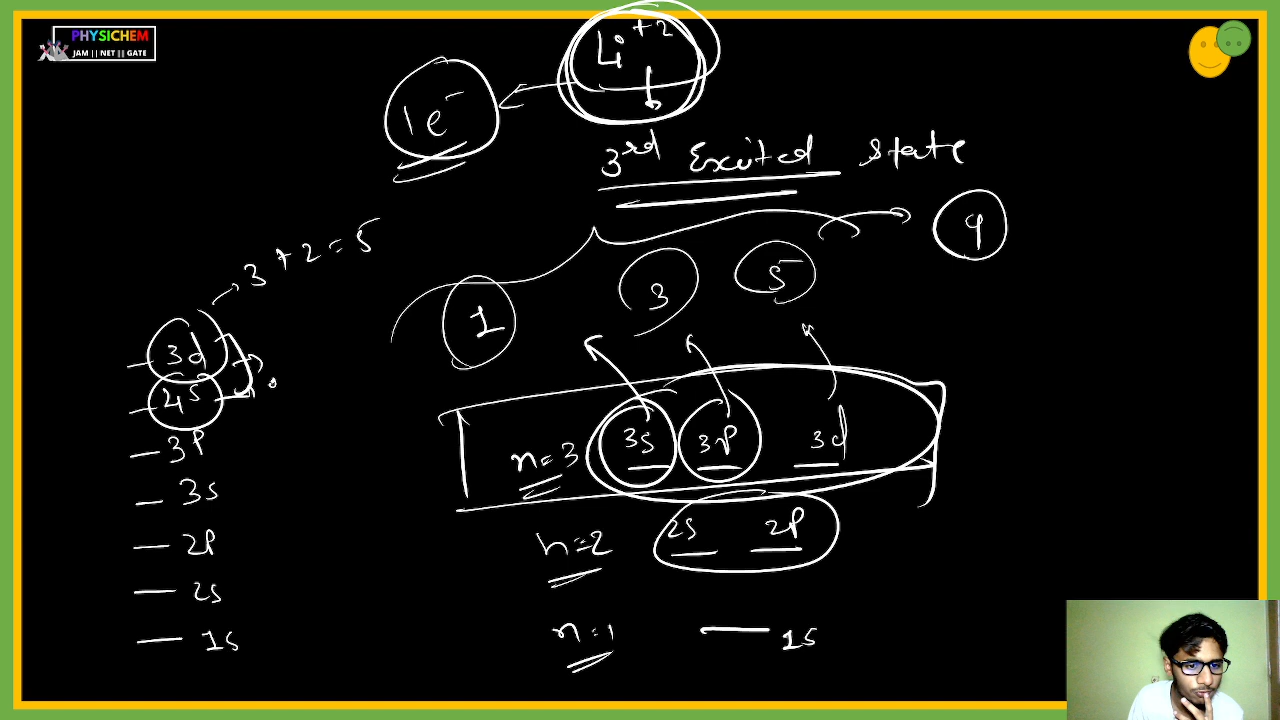 PHYSICHEM
JAM || NET || GATE
Li+2
1e-
3rd Excited State
3 + 2 = 5
9
1
3
5
3d
4s
3p
3s
2p
2s
1s
n=3 3s 3p 3d
n=2 2s 2p
n=1 1s